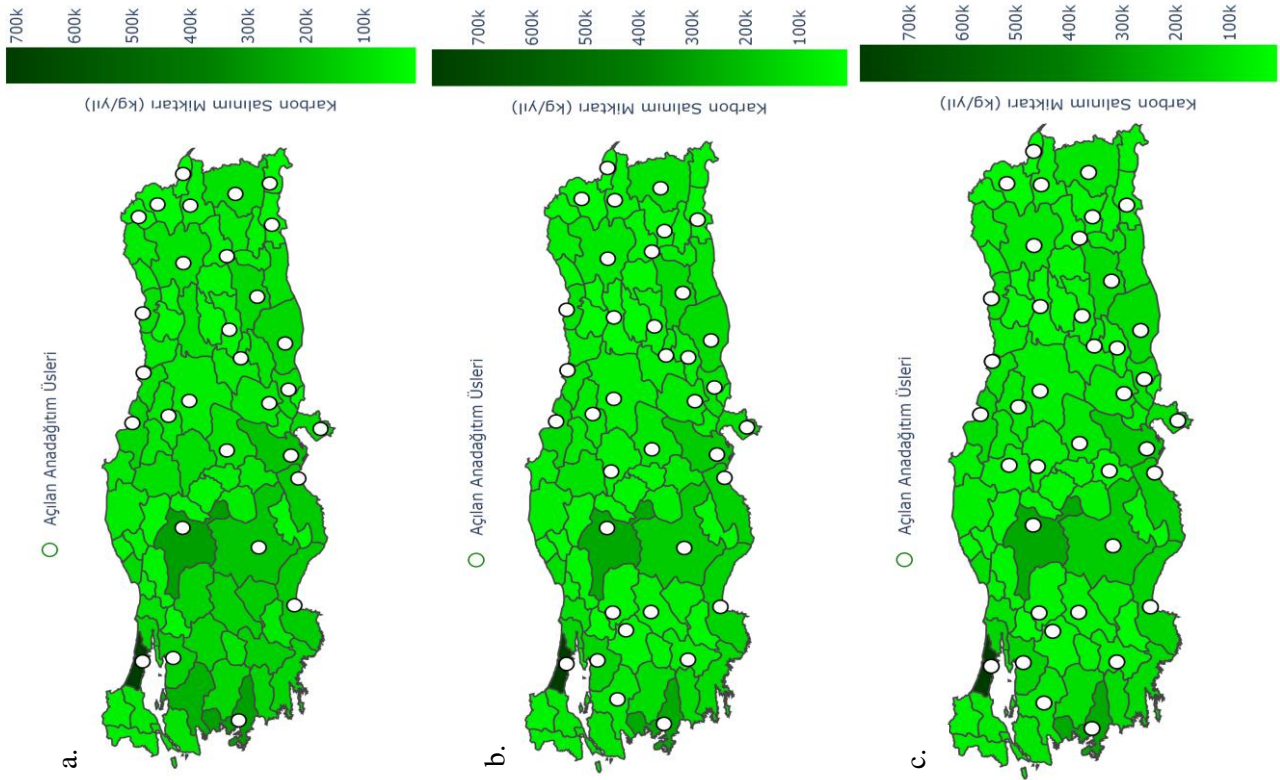 a.
Açılan Anadağıtım Üsleri
Karbon Salınım Miktarı (kg/yıl)
700k
600k
500k
400k
300k
200k
100k
b.
Açılan Anadağıtım Üsleri
Karbon Salınım Miktarı (kg/yıl)
700k
600k
500k
400k
300k
200k
100k
c.
Açılan Anadağıtım Üsleri
Karbon Salınım Miktarı (kg/yıl)
700k
600k
500k
400k
300k
200k
100k